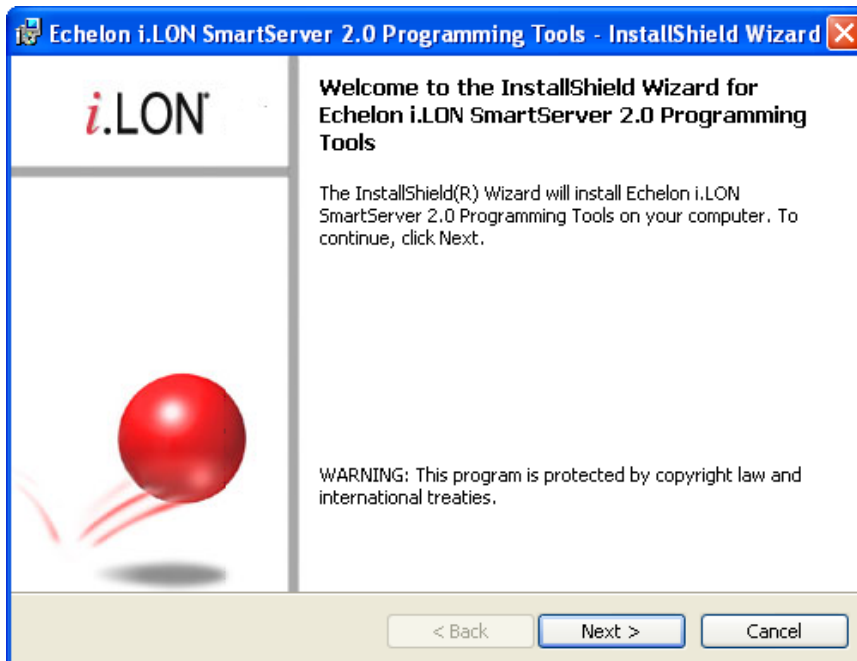 Echelon i.LON SmartServer 2.0 Programming Tools - InstallShield Wizard
i.LON®
Welcome to the InstallShield Wizard for
Echelon i.LON SmartServer 2.0 Programming
Tools
The InstallShield(R) Wizard will install Echelon i.LON
SmartServer 2.0 Programming Tools on your computer. To
continue, click Next.
WARNING: This program is protected by copyright law and
international treaties.
< Back Next > Cancel